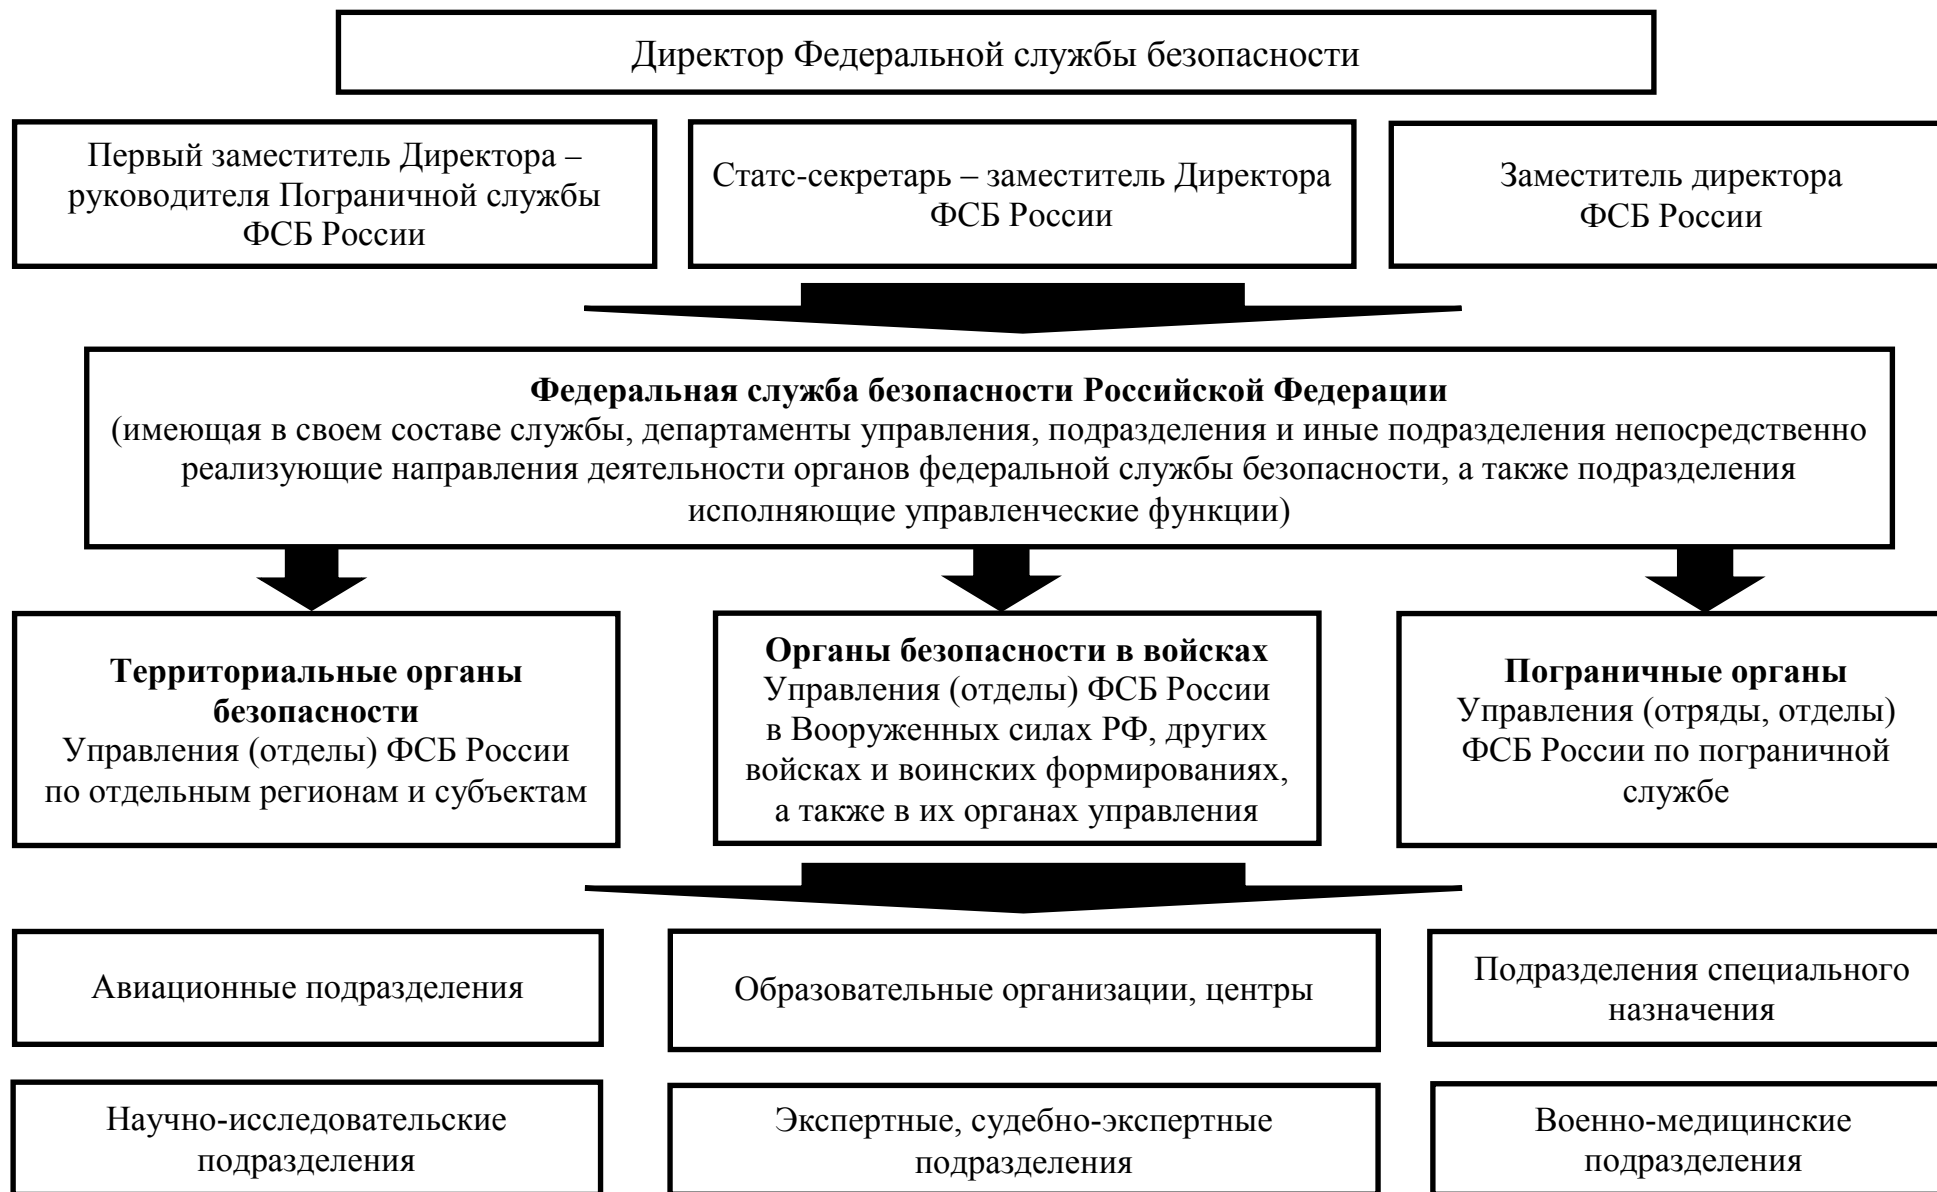 Директор Федеральной службы безопасности
Первый заместитель Директора –
руководителя Пограничной службы
ФСБ России
Статс-секретарь – заместитель Директора
ФСБ России
Заместитель директора
ФСБ России
Федеральная служба безопасности Российской Федерации
(имеющая в своем составе службы, департаменты управления, подразделения и иные подразделения непосредственно
реализующие направления деятельности органов федеральной службы безопасности, а также подразделения
исполняющие управленческие функции)
Территориальные органы
безопасности
Управления (отделы) ФСБ России
по отдельным регионам и субъектам
Органы безопасности в войсках
Управления (отделы) ФСБ России
в Вооруженных силах РФ, других
войсках и воинских формированиях,
а также в их органах управления
Пограничные органы
Управления (отряды, отделы)
ФСБ России по пограничной
службе
Авиационные подразделения
Образовательные организации, центры
Подразделения специального
назначения
Научно-исследовательские
подразделения
Экспертные, судебно-экспертные
подразделения
Военно-медицинские
подразделения